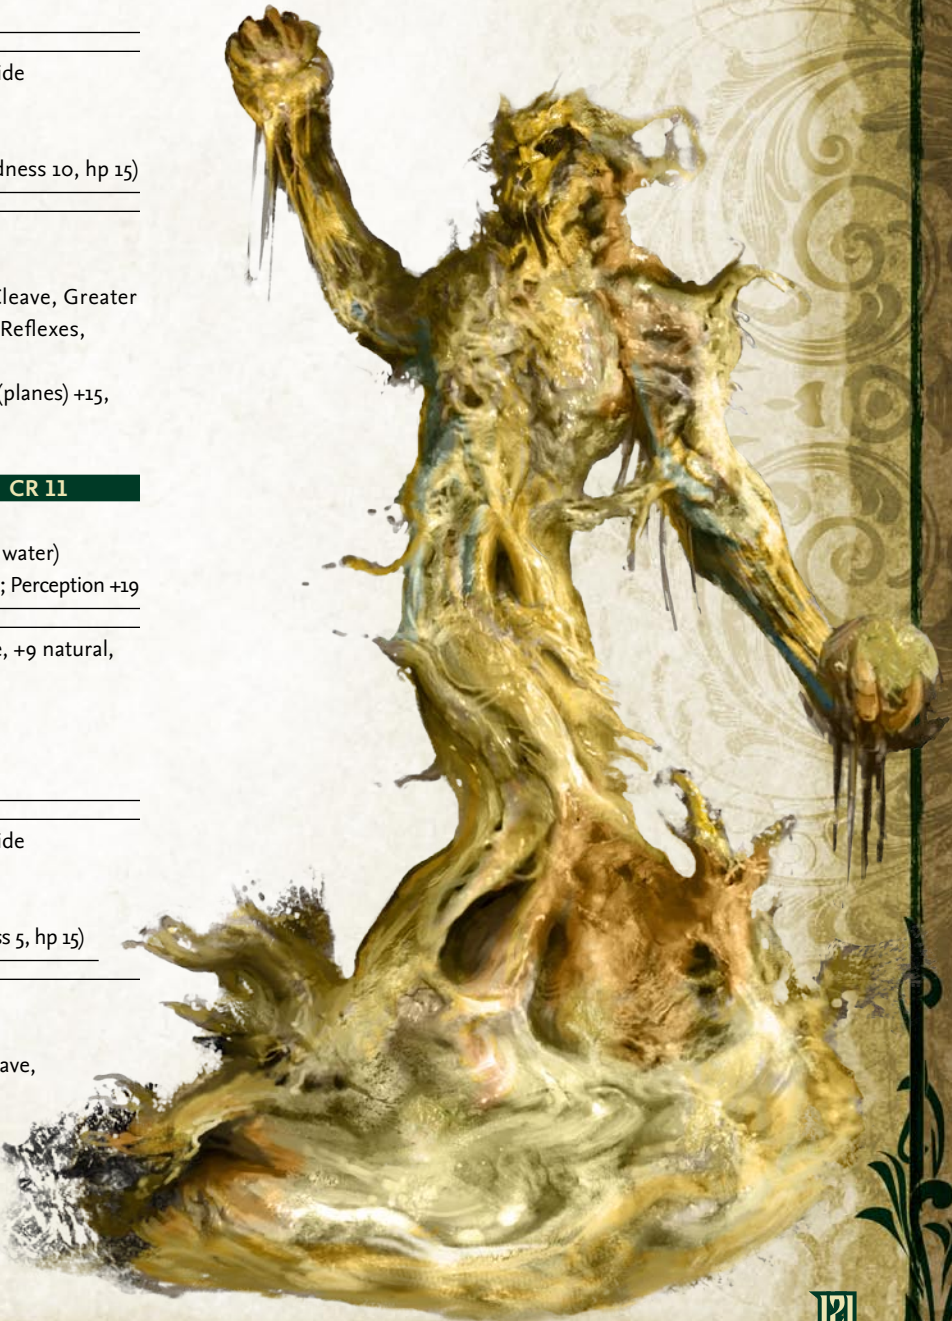 ide
dness 10, hp 15)
Cleave, Greater
Reflexes,
(planes) +15,
CR 11
water)
; Perception +19
e, +9 natural,
ide
ss 5, hp 15)
ave,